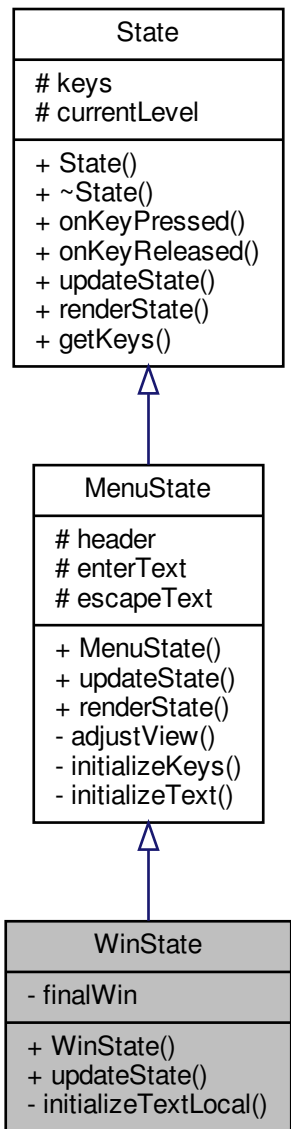 State
# keys
# currentLevel
+ State()
+ ~State()
+ onKeyPressed()
+ onKeyReleased()
+ updateState()
+ renderState()
+ getKeys()
MenuState
# header
# enterText
# escapeText
+ MenuState()
+ updateState()
+ renderState()
- adjustView()
- initializeKeys()
- initializeText()
WinState
- finalWin
+ WinState()
+ updateState()
- initializeTextLocal()